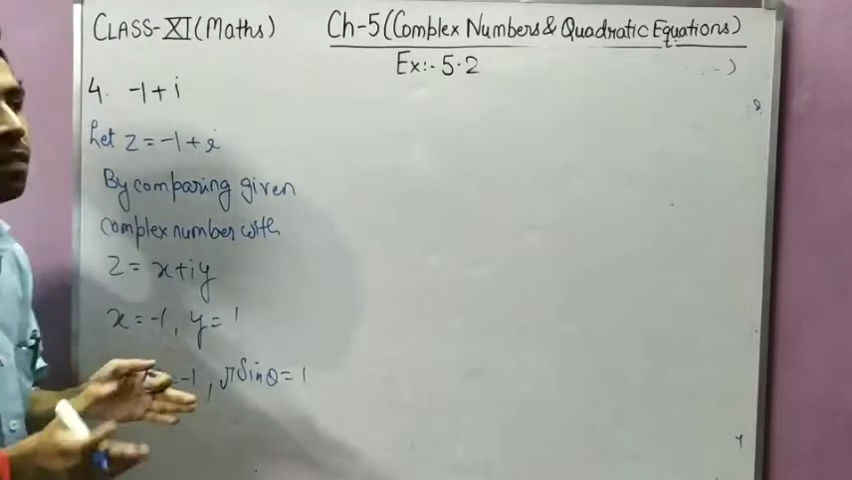 CLASS-XI(Maths) Ch-5(Complex Numbers & Quadratic Equations)
Ex:- 5.2
4. -1+i
Let z = -1+i
By comparing given
complex number with
z = x+iy
x = -1, y = 1
= -1, rSinθ = 1